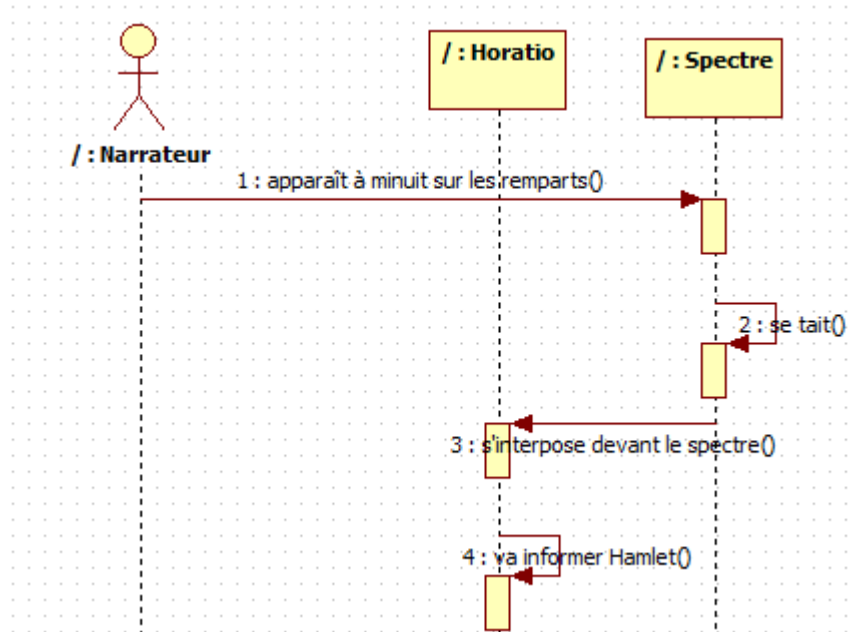 / : Horatio
/ : Spectre
/ : Narrateur
1 : apparaît à minuit sur les remparts()
2 : se tait()
3 : s'interpose devant le spectre()
4 : va informer Hamlet()